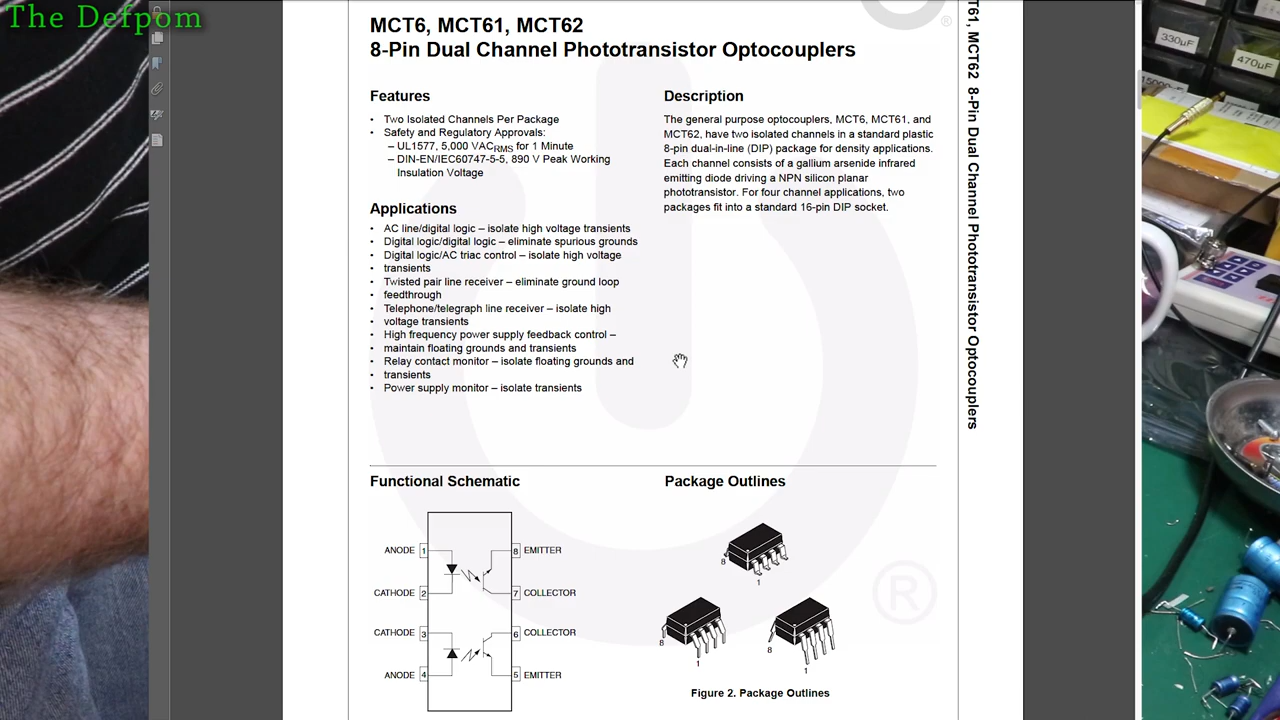 The Defpom
MCT6, MCT61, MCT62
8-Pin Dual Channel Phototransistor Optocouplers
®
Features
• Two Isolated Channels Per Package
• Safety and Regulatory Approvals:
– UL1577, 5,000 VACRMS for 1 Minute
– DIN-EN/IEC60747-5-5, 890 V Peak Working
Insulation Voltage
Applications
• AC line/digital logic – isolate high voltage transients
• Digital logic/digital logic – eliminate spurious grounds
• Digital logic/AC triac control – isolate high voltage
• transients
• Twisted pair line receiver – eliminate ground loop
• feedthrough
• Telephone/telegraph line receiver – isolate high
• voltage transients
• High frequency power supply feedback control –
• maintain floating grounds and transients
• Relay contact monitor – isolate floating grounds and
• transients
• Power supply monitor – isolate transients
Description
The general purpose optocouplers, MCT6, MCT61, and
MCT62, have two isolated channels in a standard plastic
8-pin dual-in-line (DIP) package for density applications.
Each channel consists of a gallium arsenide infrared
emitting diode driving a NPN silicon planar
phototransistor. For four channel applications, two
packages fit into a standard 16-pin DIP socket.
Functional Schematic
ANODE 1
8 EMITTER
CATHODE 2
7 COLLECTOR
CATHODE 3
6 COLLECTOR
ANODE 4
5 EMITTER
Package Outlines
8
1
8
1
8
1
®
Figure 2. Package Outlines
T61, MCT62 8-Pin Dual Channel Phototransistor Optocouplers
330µF
470µF